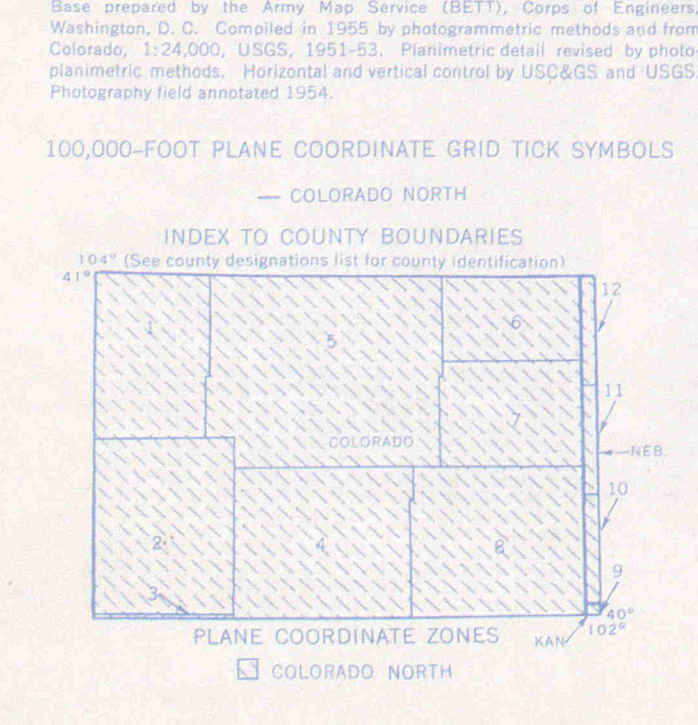 Base prepared by the Army Map Service (BETT), Corps of Engineers,
Washington, D. C. Compiled in 1955 by photogrammetric methods and from
Colorado, 1:24,000, USGS, 1951-53. Planimetric detail revised by photo-
planimetric methods. Horizontal and vertical control by USC&GS and USGS.
Photography field annotated 1954.
100,000-FOOT PLANE COORDINATE GRID TICK SYMBOLS
— COLORADO NORTH
INDEX TO COUNTY BOUNDARIES
104° (See county designations list for county identification)
41°
12
1
5
6
11
7
COLORADO
NEB.
10
2
4
8
9
3
40°
102°
KAN
PLANE COORDINATE ZONES
COLORADO NORTH